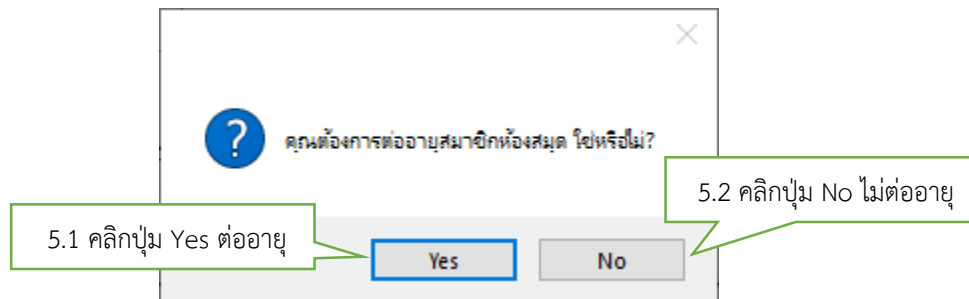 ?
คุณต้องการต่ออายุสมาชิกห้องสมุด ใช่หรือไม่?
5.2 คลิกปุ่ม No ไม่ต่ออายุ
5.1 คลิกปุ่ม Yes ต่ออายุ
Yes
No